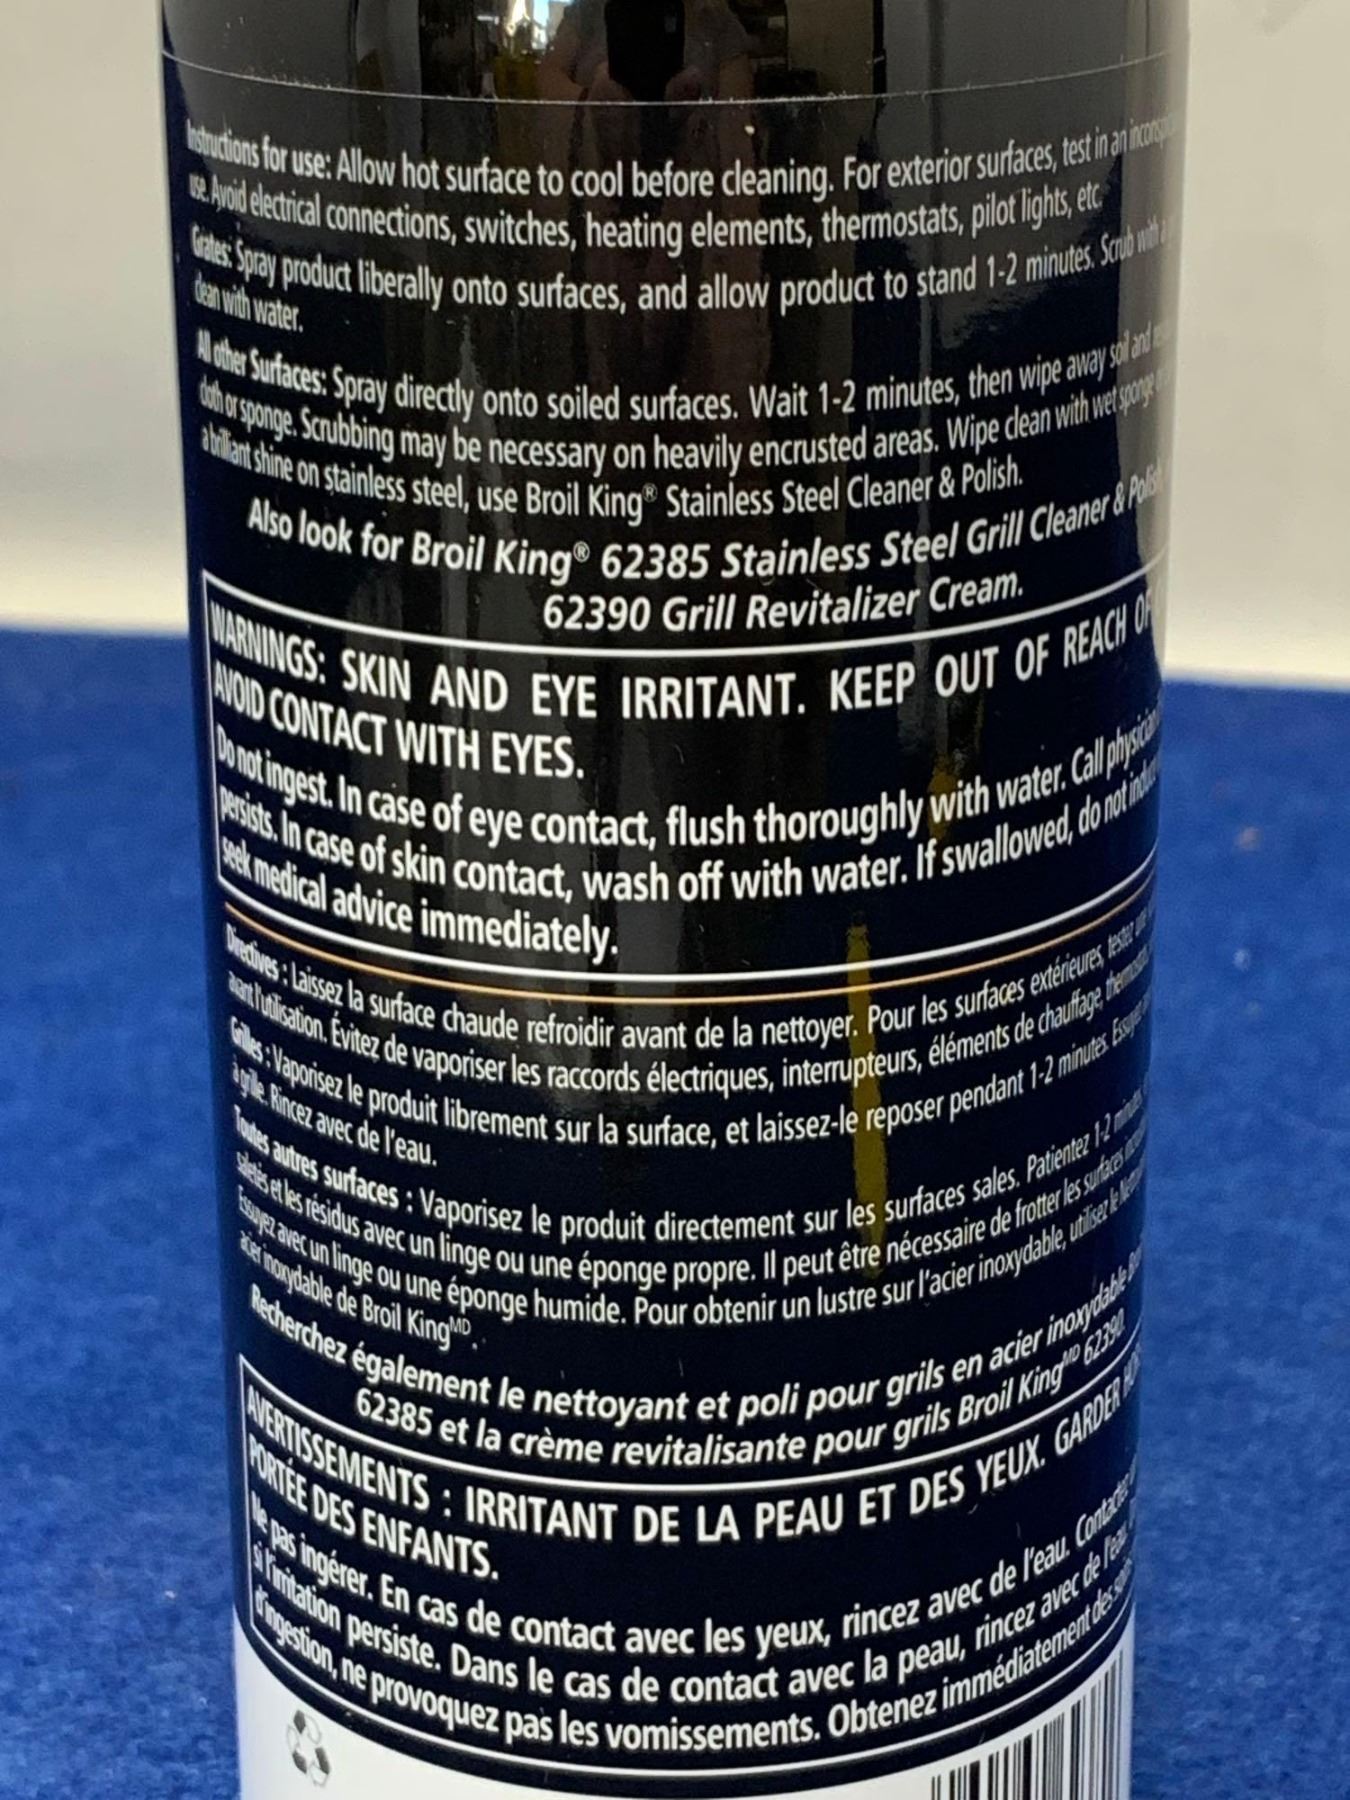 Instructions for use: Allow hot surface to cool before cleaning. For exterior surfaces, test in an
use. Avoid electrical connections, switches, heating elements, thermostats, pilot lights, etc.
Grates: Spray product liberally onto surfaces, and allow product to stand 1-2 minutes. Scrub with a
clean with water.
All other Surfaces: Spray directly onto soiled surfaces. Wait 1-2 minutes, then wipe away soil and
cloth or sponge. Scrubbing may be necessary on heavily encrusted areas. Wipe clean with wet sponge
a brilliant shine on stainless steel, use Broil King® Stainless Steel Cleaner & Polish.
Also look for Broil King® 62385 Stainless Steel Grill Cleaner & Polish
62390 Grill Revitalizer Cream.
WARNINGS: SKIN AND EYE IRRITANT. KEEP OUT OF REACH OF
AVOID CONTACT WITH EYES.
Do not ingest. In case of eye contact, flush thoroughly with water. Call physician
persists. In case of skin contact, wash off with water. If swallowed, do not
seek medical advice immediately.
Directives : Laissez la surface chaude refroidir avant de la nettoyer. Pour les surfaces extérieures, testez une
avant l'utilisation. Évitez de vaporiser les raccords électriques, interrupteurs, éléments de chauffage,
Grilles : Vaporisez le produit librement sur la surface, et laissez-le reposer pendant 1-2 minutes.
à grille. Rincez avec de l'eau.
Toutes autres surfaces : Vaporisez le produit directement sur les surfaces sales. Patientez 1-2 minutes
saletés et les résidus avec un linge ou une éponge propre. Il peut être nécessaire de frotter les surfaces
Essuyez avec un linge ou une éponge humide. Pour obtenir un lustre sur l'acier inoxydable, utilisez le
acier inoxydable de Broil King MD.
Recherchez également le nettoyant et poli pour grils en acier inoxydable
62385 et la crème revitalisante pour grils Broil King MD 62390.
AVERTISSEMENTS : IRRITANT DE LA PEAU ET DES YEUX. GARDER
PORTÉE DES ENFANTS.
Ne pas ingérer. En cas de contact avec les yeux, rincez avec de l'eau.
si l'irritation persiste. Dans le cas de contact avec la peau, rincez avec de l'eau.
d'ingestion, ne provoquez pas les vomissements. Obtenez immédiatement des